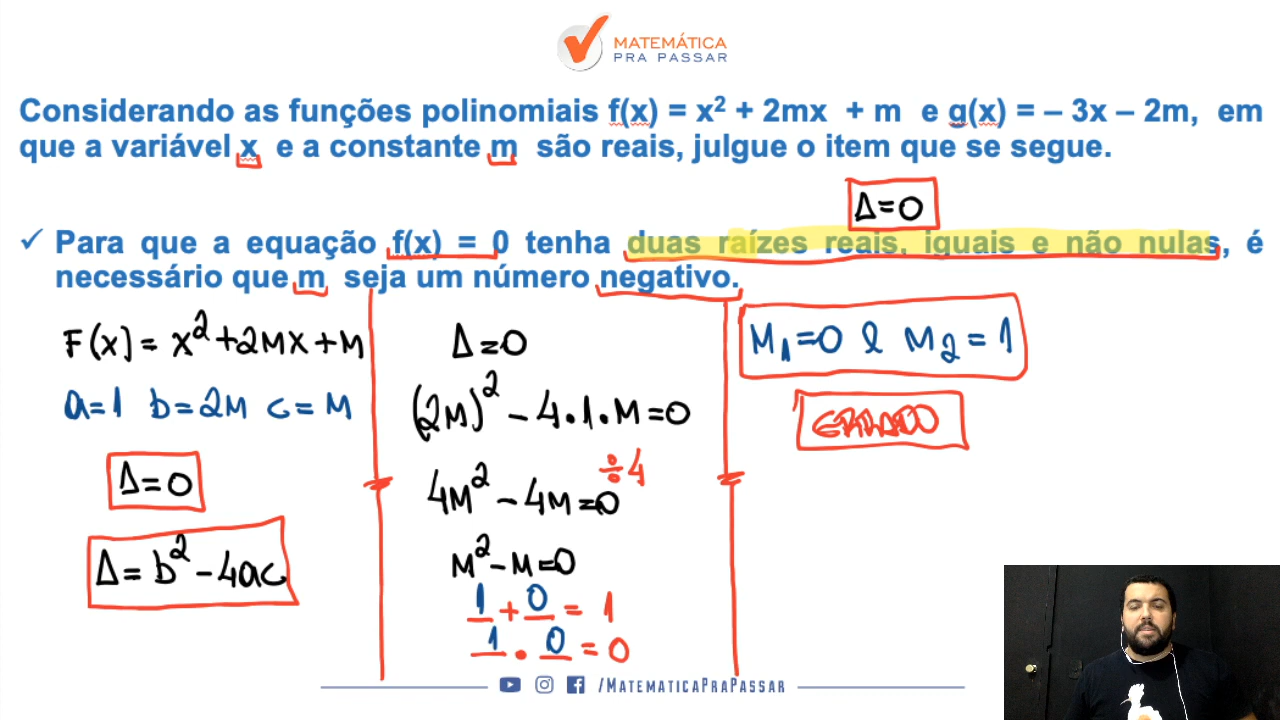 MATEMÁTICA
PRA PASSAR
Considerando as funções polinomiais f(x) = x² + 2mx + m e g(x) = – 3x – 2m, em
que a variável x e a constante m são reais, julgue o item que se segue.
Δ=0
✓ Para que a equação f(x) = 0 tenha duas raízes reais, iguais e não nulas, é
necessário que m seja um número negativo.
F(x) = x²+2Mx+M
a=1 b=2M c=M
Δ=0
Δ= b²-4ac
Δ=0
(2M)² - 4.1.M=0
4M² - 4M=0 ÷4
M² - M=0
1 + 0 = 1
1 . 0 = 0
M₁=0 e M₂=1
ERRADO
/MatematicaPraPassar